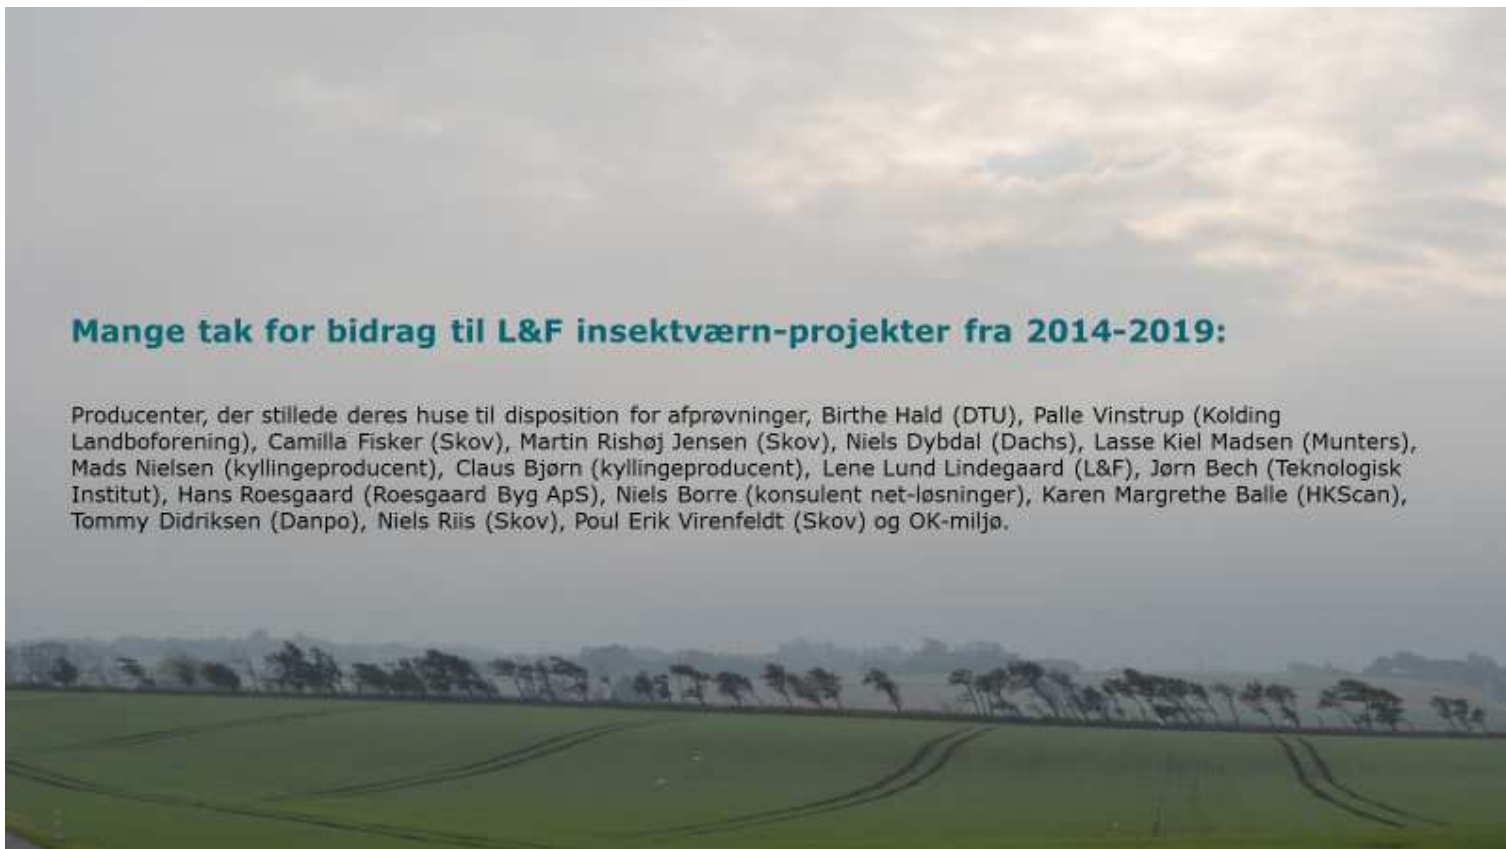 Mange tak for bidrag til L&F insektværn-projekter fra 2014-2019:
Producenter, der stillede deres huse til disposition for afprøvninger, Birthe Hald (DTU), Palle Vinstrup (Kolding
Landboforening), Camilla Fisker (Skov), Martin Rishøj Jensen (Skov), Niels Dybdal (Dachs), Lasse Kiel Madsen (Munters),
Mads Nielsen (kyllingeproducent), Claus Bjørn (kyllingeproducent), Lene Lund Lindegaard (L&F), Jørn Bech (Teknologisk
Institut), Hans Roesgaard (Roesgaard Byg ApS), Niels Borre (konsulent net-løsninger), Karen Margrethe Balle (HKScan),
Tommy Didriksen (Danpo), Niels Riis (Skov), Poul Erik Virenfeldt (Skov) og OK-miljø.